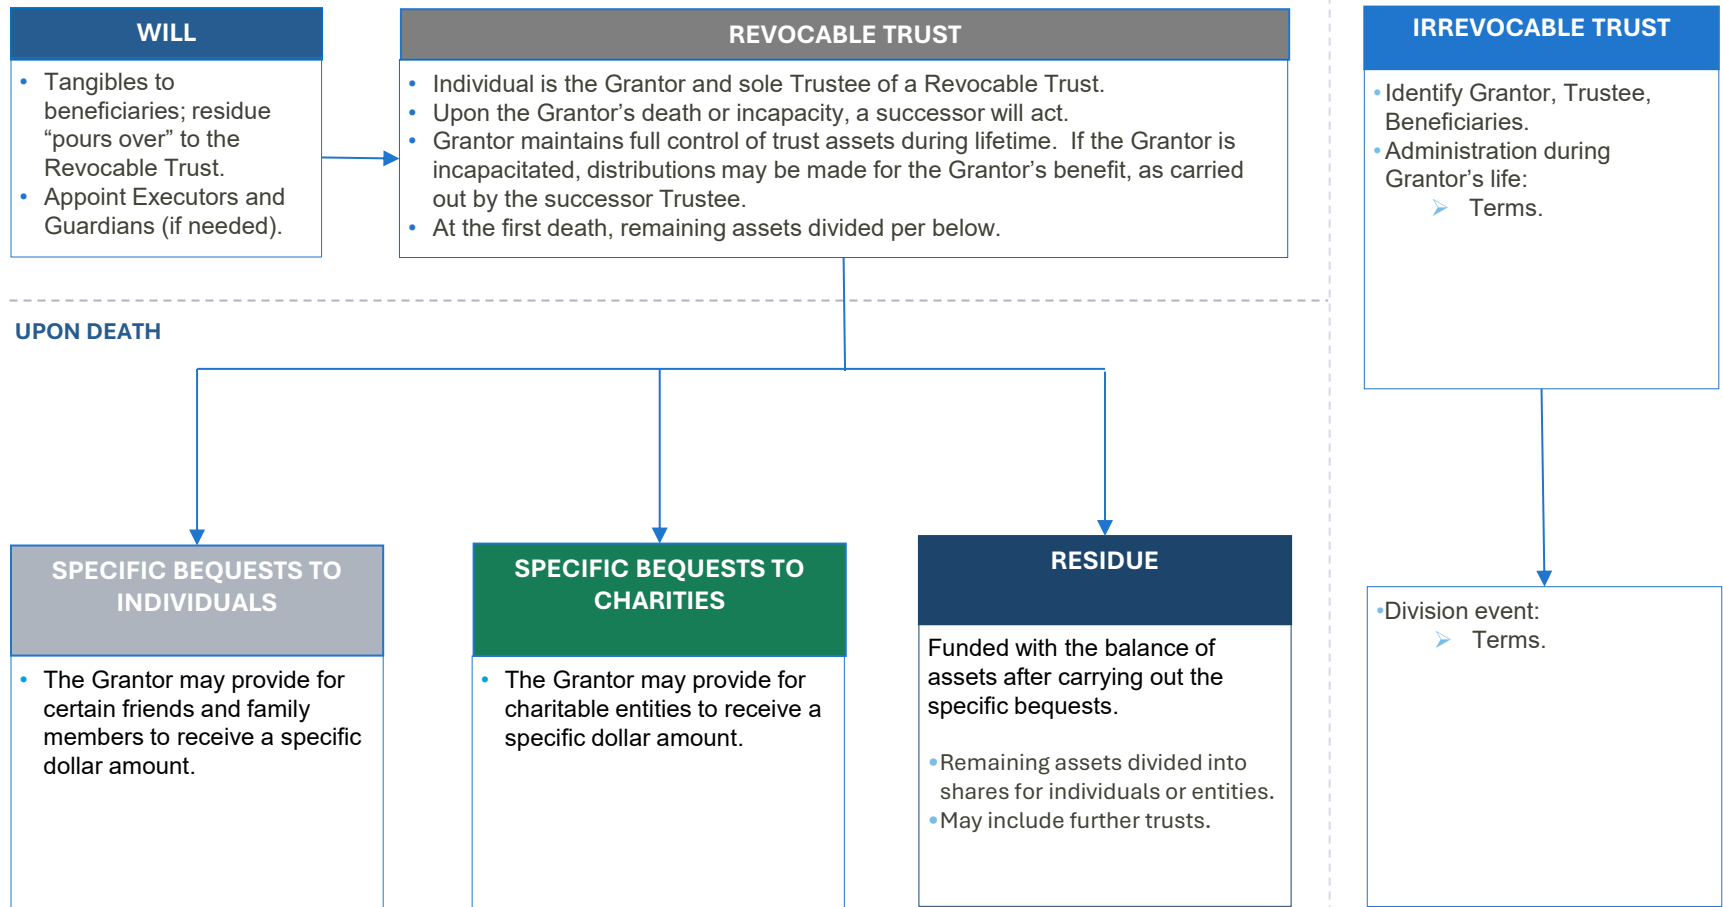 WILL
• Tangibles to
beneficiaries; residue
“pours over” to the
Revocable Trust.
• Appoint Executors and
Guardians (if needed).
REVOCABLE TRUST
• Individual is the Grantor and sole Trustee of a Revocable Trust.
• Upon the Grantor’s death or incapacity, a successor will act.
• Grantor maintains full control of trust assets during lifetime.  If the Grantor is
incapacitated, distributions may be made for the Grantor’s benefit, as carried
out by the successor Trustee.
• At the first death, remaining assets divided per below.
IRREVOCABLE TRUST
•Identify Grantor, Trustee,
Beneficiaries.
•Administration during
Grantor’s life:
➢ Terms.
UPON DEATH
SPECIFIC BEQUESTS TO
INDIVIDUALS
• The Grantor may provide for
certain friends and family
members to receive a specific
dollar amount.
SPECIFIC BEQUESTS TO
CHARITIES
• The Grantor may provide for
charitable entities to receive a
specific dollar amount.
RESIDUE
Funded with the balance of
assets after carrying out the
specific bequests.
•Remaining assets divided into
shares for individuals or entities.
•May include further trusts.
•Division event:
➢ Terms.